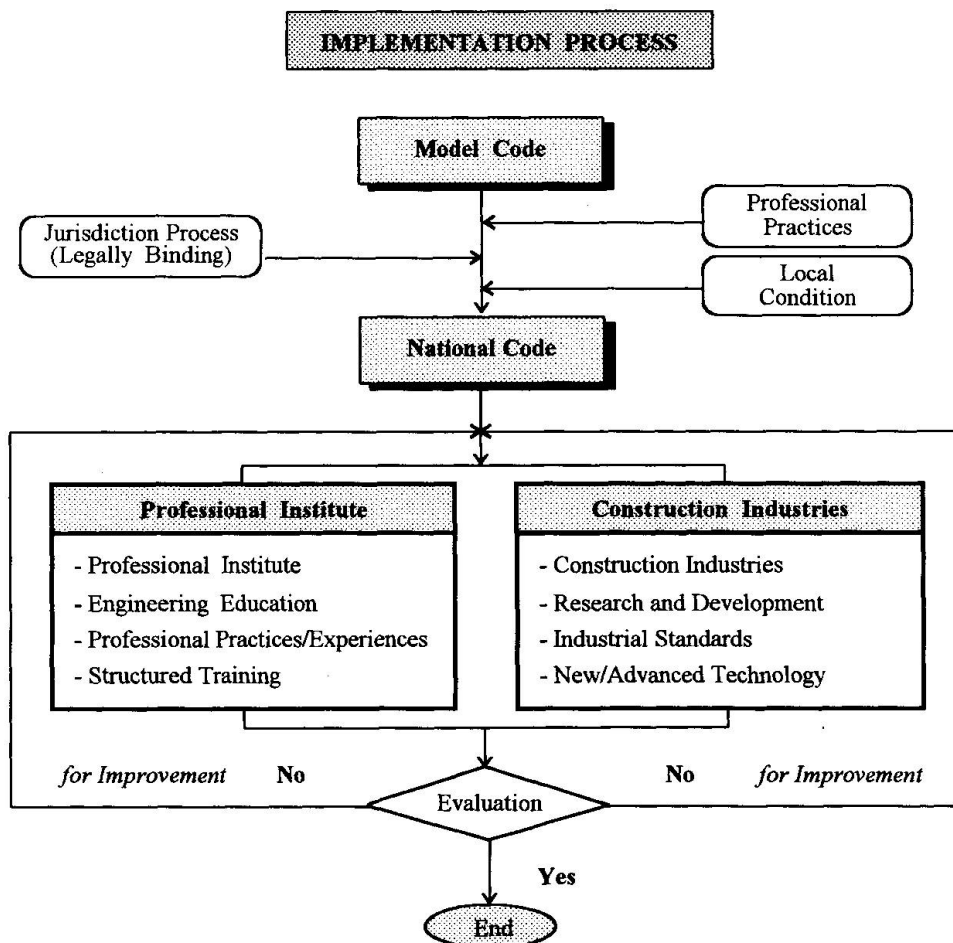 IMPLEMENTATION PROCESS
Model Code
Professional
Practices
Jurisdiction Process
(Legally Binding)
Local
Condition
National Code
Professional Institute
- Professional Institute
- Engineering Education
- Professional Practices/Experiences
- Structured Training
Construction Industries
- Construction Industries
- Research and Development
- Industrial Standards
- New/Advanced Technology
for Improvement No
No for Improvement
Evaluation
Yes
End